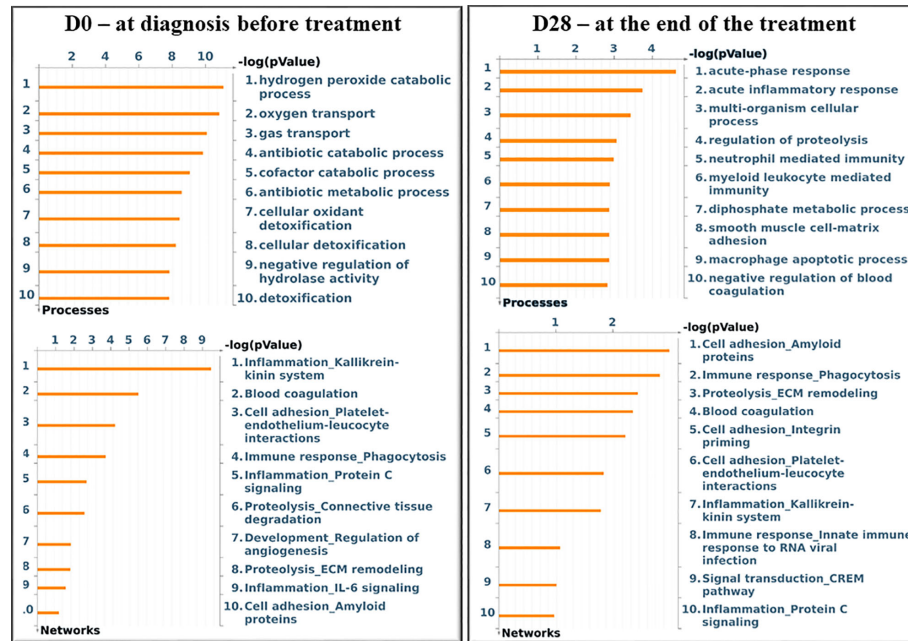 D0 – at diagnosis before treatment
-log(pValue)
2 4 6 8 10
1 1. hydrogen peroxide catabolic
process
2 2. oxygen transport
3 3. gas transport
4 4. antibiotic catabolic process
5 5. cofactor catabolic process
6 6. antibiotic metabolic process
7 7. cellular oxidant
detoxification
8 8. cellular detoxification
9 9. negative regulation of
hydrolase activity
10 10. detoxification
Processes
-log(pValue)
1 2 3 4 5 6 7 8 9
1 1. Inflammation_Kallikrein-
kinin system
2 2. Blood coagulation
3 3. Cell adhesion_Platelet-
endothelium-leucocyte
interactions
4 4. Immune response_Phagocytosis
5 5. Inflammation_Protein C
signaling
6 6. Proteolysis_Connective tissue
degradation
7 7. Development_Regulation of
angiogenesis
8 8. Proteolysis_ECM remodeling
9 9. Inflammation_IL-6 signaling
.0 10. Cell adhesion_Amyloid
proteins
Networks
D28 – at the end of the treatment
-log(pValue)
1 2 3 4
1 1. acute-phase response
2 2. acute inflammatory response
3 3. multi-organism cellular
process
4 4. regulation of proteolysis
5 5. neutrophil mediated immunity
6 6. myeloid leukocyte mediated
immunity
7 7. diphosphate metabolic process
8 8. smooth muscle cell-matrix
adhesion
9 9. macrophage apoptotic process
10 10. negative regulation of blood
coagulation
Processes
-log(pValue)
1 2
1 1. Cell adhesion_Amyloid
proteins
2 2. Immune response_Phagocytosis
3 3. Proteolysis_ECM remodeling
4 4. Blood coagulation
5 5. Cell adhesion_Integrin
priming
6 6. Cell adhesion_Platelet-
endothelium-leucocyte
interactions
7 7. Inflammation_Kallikrein-
kinin system
8 8. Immune response_Innate immune
response to RNA viral
infection
9 9. Signal transduction_CREM
pathway
10 10. Inflammation_Protein C
signaling
Networks